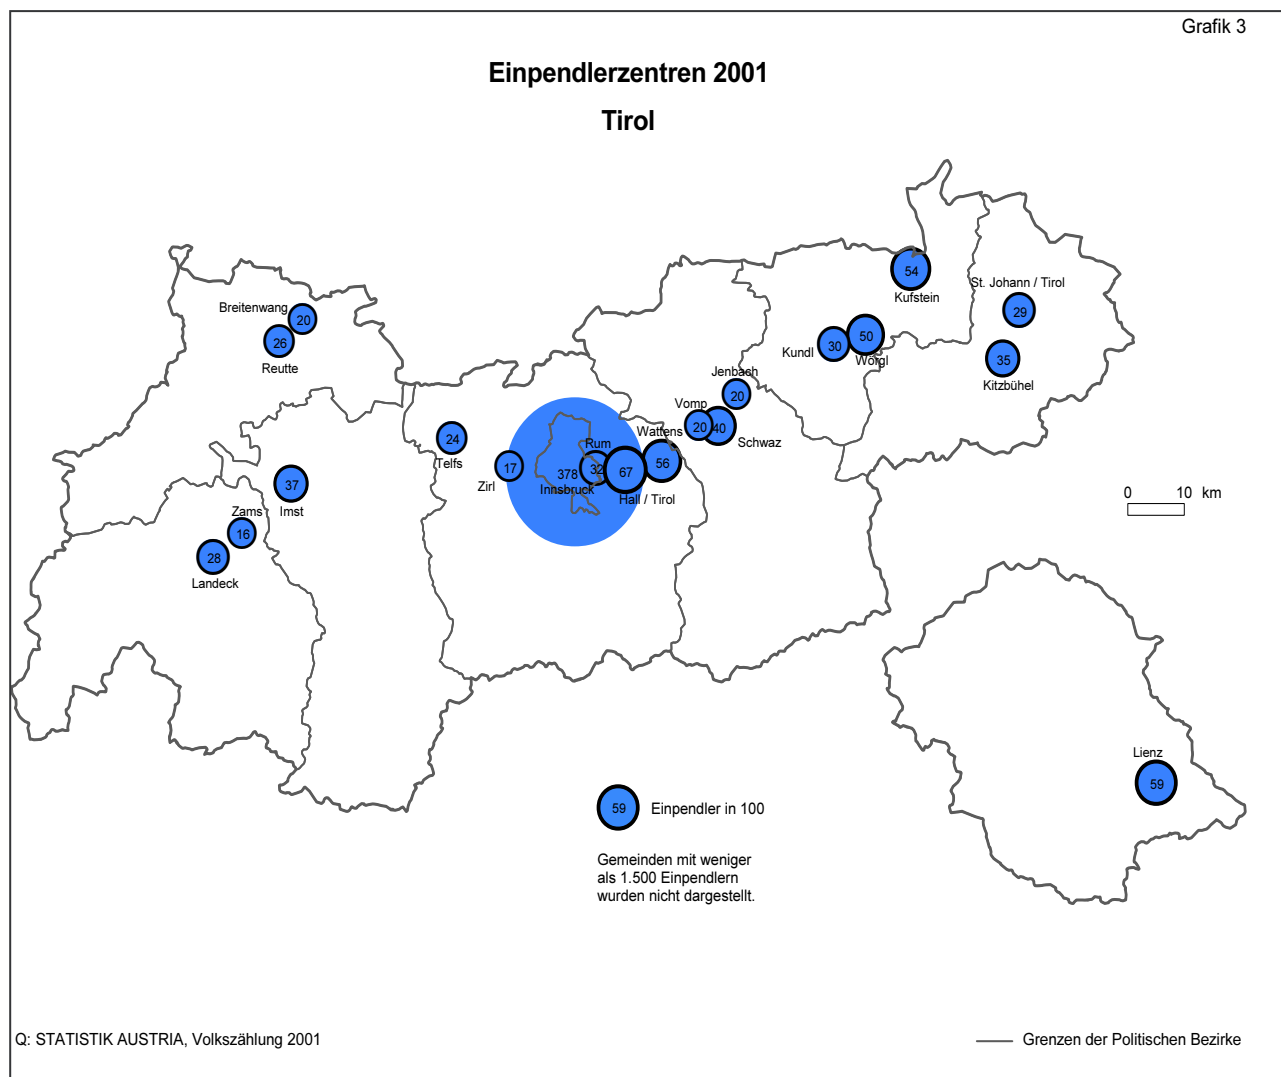 Grafik 3
Einpendlerzentren 2001
Tirol
Breitenwang
20
26
Reutte
54
Kufstein
St. Johann / Tirol
29
50
30
Kundl
Wörgl
35
Kitzbühel
Jenbach
20
Vomp
20
40
Schwaz
Wattens
56
Rum
32
67
Hall / Tirol
378
Innsbruck
24
Telfs
17
Zirl
37
Imst
Zams
16
28
Landeck
0 10 km
Lienz
59
59 Einpendler in 100
Gemeinden mit weniger
als 1.500 Einpendlern
wurden nicht dargestellt.
Q: STATISTIK AUSTRIA, Volkszählung 2001
Grenzen der Politischen Bezirke